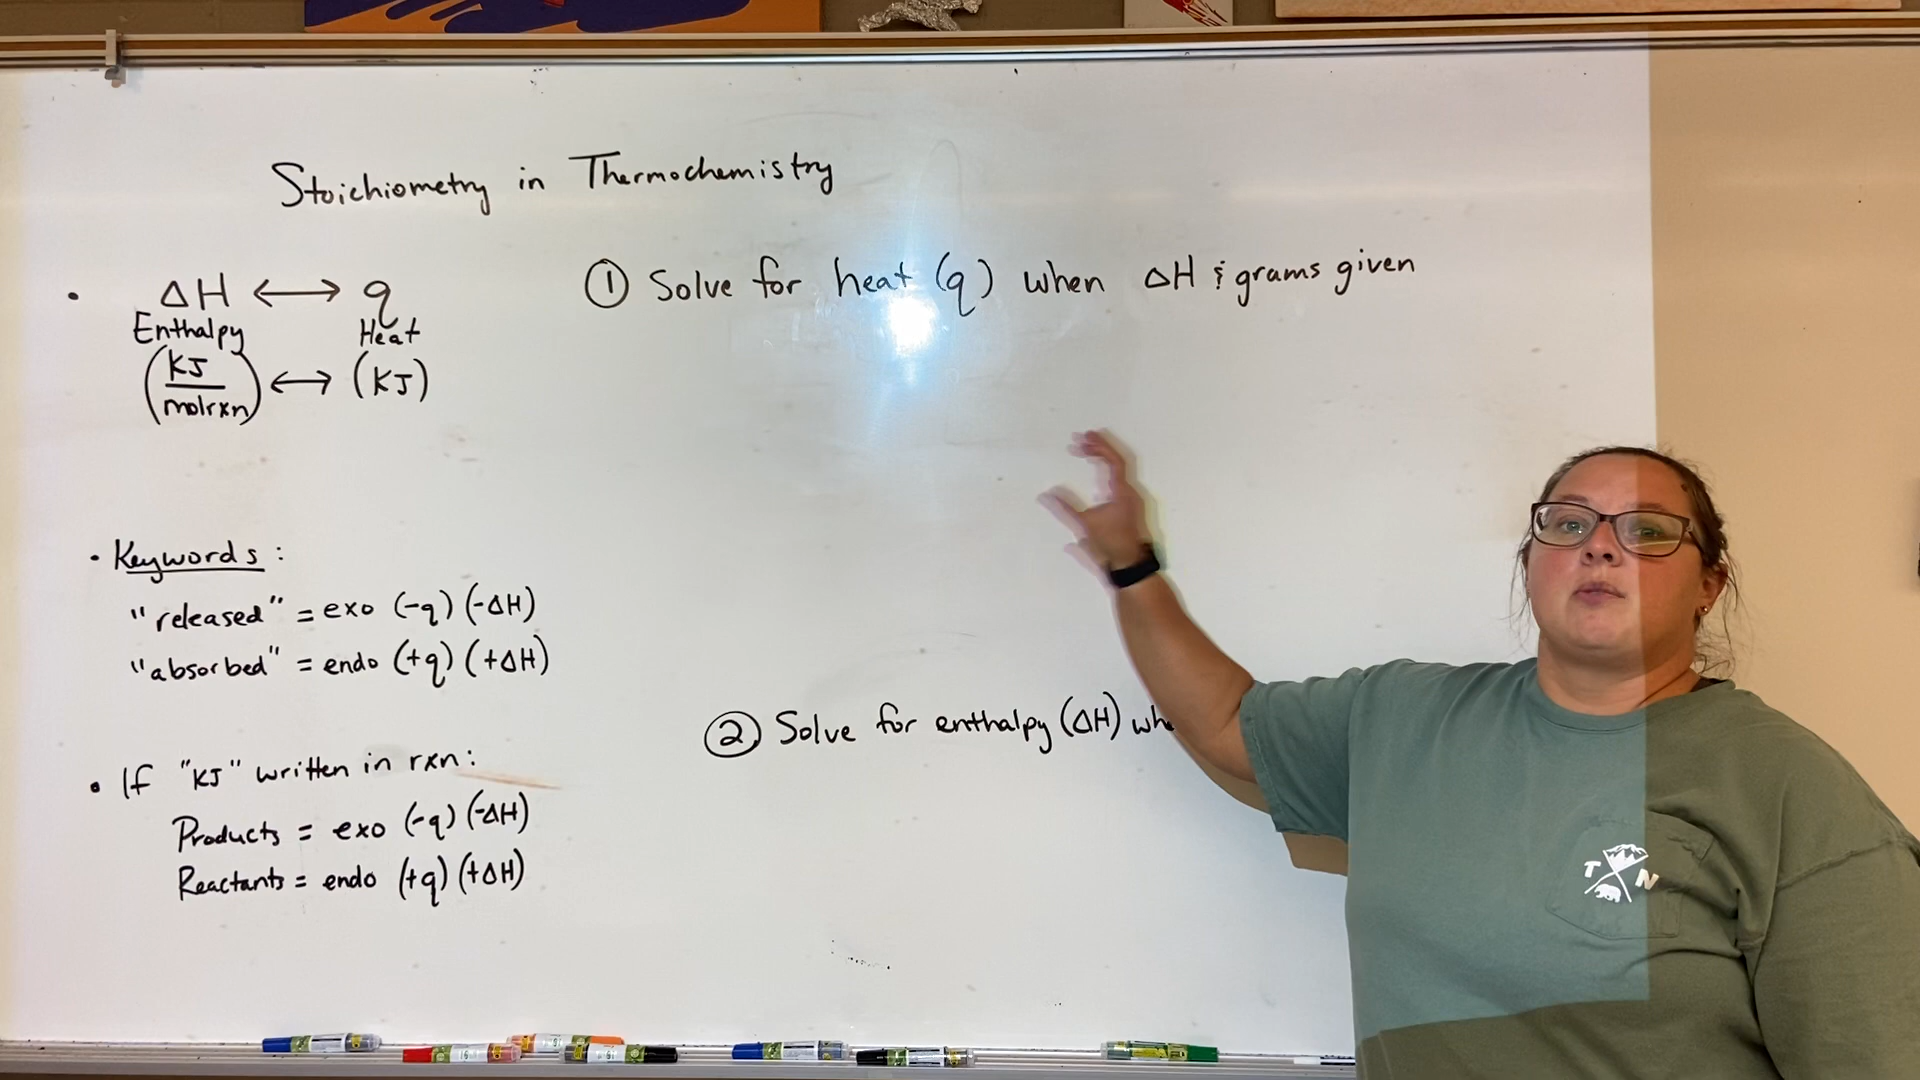 Stoichiometry in Thermochemistry
• ΔH ⟷ q
Enthalpy Heat
(KJ/molrxn) ⟷ (KJ)
• Keywords:
"released" = exo (-q) (-ΔH)
"absorbed" = endo (+q) (+ΔH)
• If "KJ" written in rxn:
Products = exo (-q) (-ΔH)
Reactants = endo (+q) (+ΔH)
① Solve for heat (q) when ΔH & grams given
② Solve for enthalpy (ΔH) wh
T N